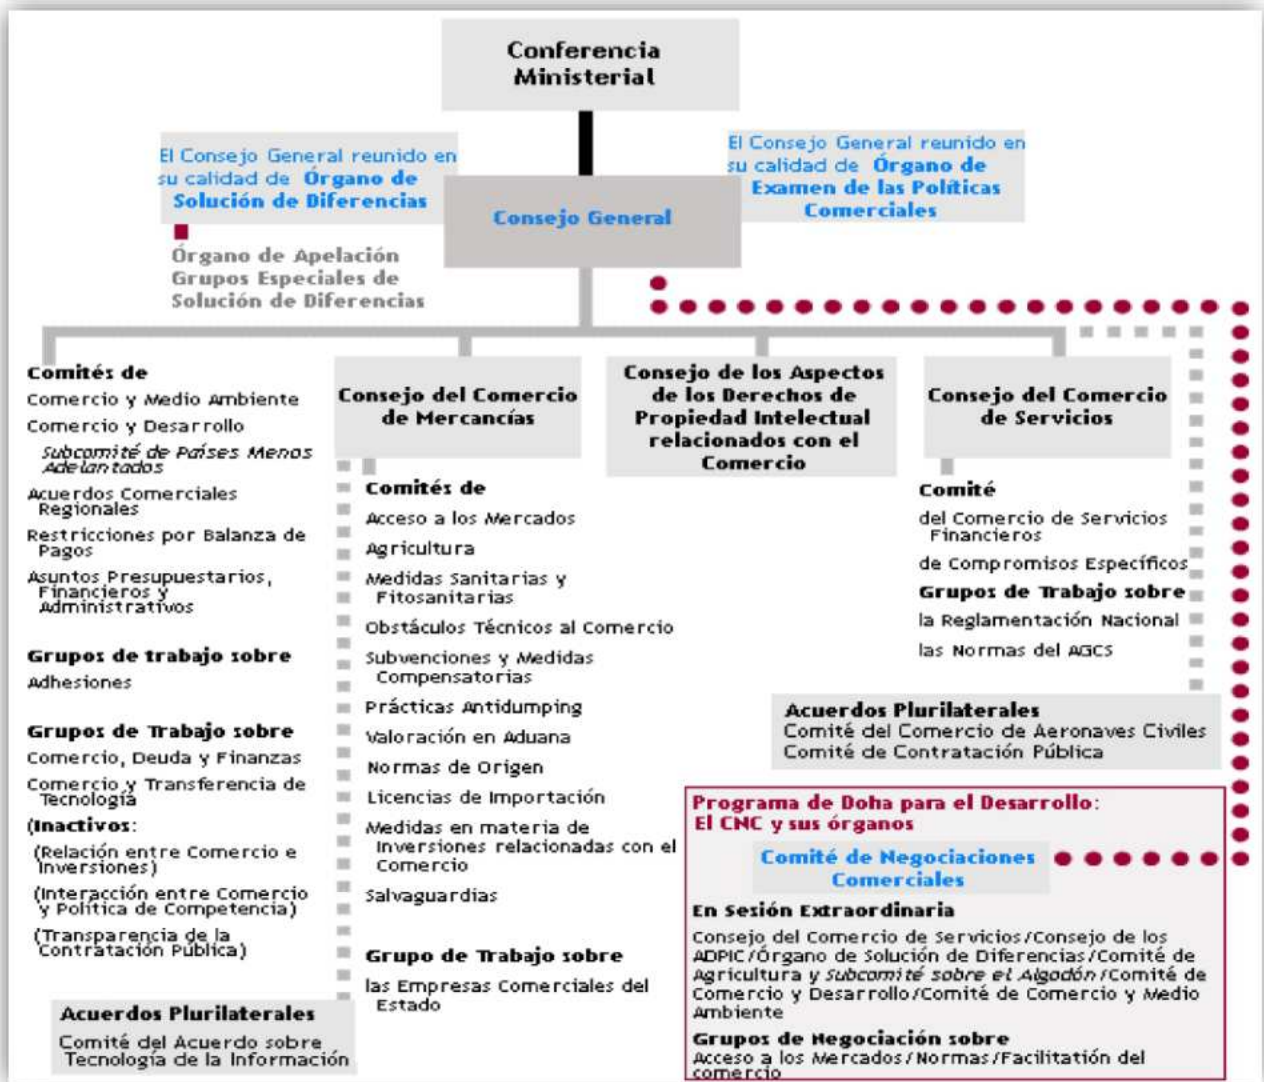 Conferencia
Ministerial
El Consejo General reunido en
su calidad de Órgano de
Solución de Diferencias
El Consejo General reunido en
su calidad de Órgano de
Examen de las Políticas
Comerciales
Consejo General
Órgano de Apelación
Grupos Especiales de
Solución de Diferencias
Comités de
Comercio y Medio Ambiente
Comercio y Desarrollo
Subcomité de Países Menos
Adelantados
Acuerdos Comerciales
Regionales
Restricciones por Balanza de
Pagos
Asuntos Presupuestarios,
Financieros y
Administrativos
Grupos de trabajo sobre
Adhesiones
Grupos de Trabajo sobre
Comercio, Deuda y Finanzas
Comercio y Transferencia de
Tecnología
(Inactivos:
(Relación entre Comercio e
Inversiones)
(Interacción entre Comercio
y Política de Competencia)
(Transparencia de la
Contratación Pública)
Acuerdos Plurilaterales
Comité del Acuerdo sobre
Tecnología de la Información
Consejo del Comercio
de Mercancías
Comités de
Acceso a los Mercados
Agricultura
Medidas Sanitarias y
Fitosanitarias
Obstáculos Técnicos al Comercio
Subvenciones y Medidas
Compensatorias
Prácticas Antidumping
Valoración en Aduana
Normas de Origen
Licencias de Importación
Medidas en materia de
Inversiones relacionadas con el
Comercio
Salvaguardias
Grupo de Trabajo sobre
las Empresas Comerciales del
Estado
Consejo de los Aspectos
de los Derechos de
Propiedad Intelectual
relacionados con el
Comercio
Consejo del Comercio
de Servicios
Comité
del Comercio de Servicios
Financieros
de Compromisos Específicos
Grupos de Trabajo sobre
la Reglamentación Nacional
las Normas del AGCS
Acuerdos Plurilaterales
Comité del Comercio de Aeronaves Civiles
Comité de Contratación Pública
Programa de Doha para el Desarrollo:
El CNC y sus órganos
Comité de Negociaciones
Comerciales
En Sesión Extraordinaria
Consejo del Comercio de Servicios/Consejo de los
ADPIC/Órgano de Solución de Diferencias/Comité de
Agricultura y Subcomité sobre el Algodón/Comité de
Comercio y Desarrollo/Comité de Comercio y Medio
Ambiente
Grupos de Negociación sobre
Acceso a los Mercados/Normas/Facilitatión del
comercio